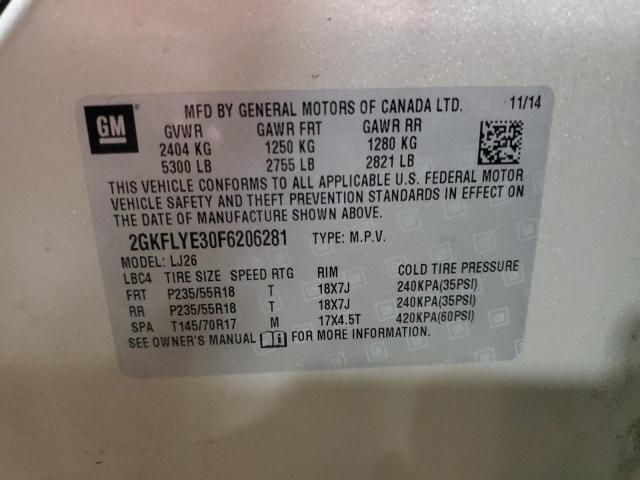 GM
MFD BY GENERAL MOTORS OF CANADA LTD. 11/14
GVWR GAWR FRT GAWR RR
2404 KG 1250 KG 1280 KG
5300 LB 2755 LB 2821 LB
THIS VEHICLE CONFORMS TO ALL APPLICABLE U.S. FEDERAL MOTOR
VEHICLE SAFETY AND THEFT PREVENTION STANDARDS IN EFFECT ON
THE DATE OF MANUFACTURE SHOWN ABOVE.
2GKFLYE30F6206281 TYPE: M.P.V.
MODEL: LJ26
LBC4 TIRE SIZE SPEED RTG RIM COLD TIRE PRESSURE
FRT P235/55R18 T 18X7J 240KPA(35PSI)
RR P235/55R18 T 18X7J 240KPA(35PSI)
SPA T145/70R17 M 17X4.5T 420KPA(60PSI)
SEE OWNER'S MANUAL FOR MORE INFORMATION.